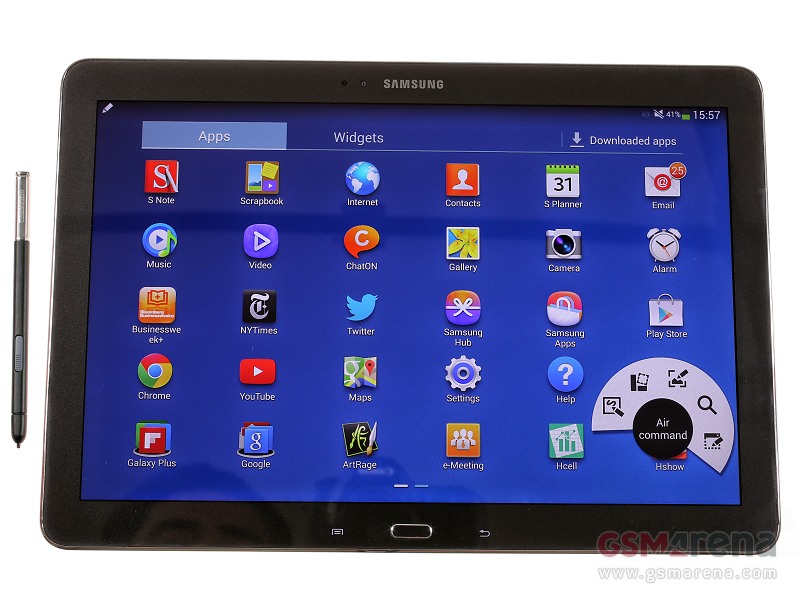 SAMSUNG
41% 15:57
Apps Widgets Downloaded apps
31 25
S Note Scrapbook Internet Contacts S Planner Email
Music Video ChatON Gallery Camera Alarm
Businesswe NYTimes Twitter Samsung Samsung Play Store
ek+ Hub Apps
Chrome YouTube Maps Settings Help
Air
command
Galaxy Plus Google ArtRage e-Meeting Hcell Hshow
GSMArena
www.gsmarena.com